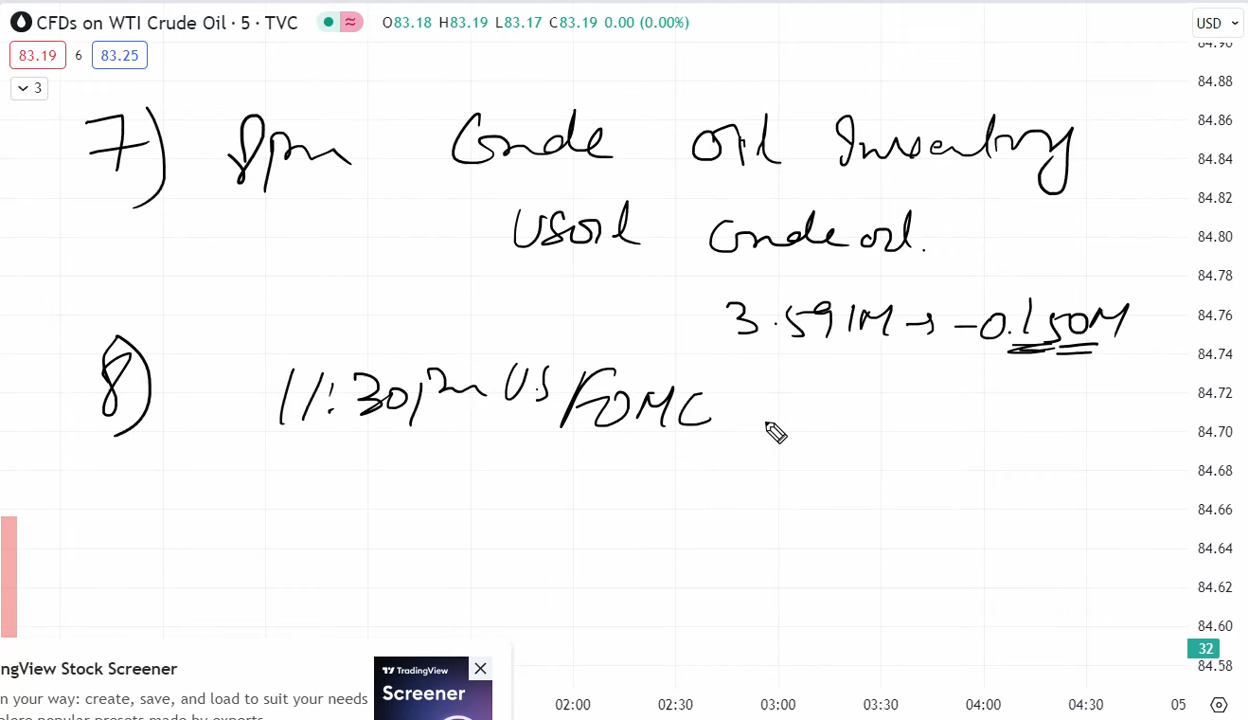 CFDs on WTI Crude Oil · 5 · TVC O83.18 H83.19 L83.17 C83.19 0.00 (0.00%) USD
83.19 6 83.25
3
84.90
84.88
84.86
84.84
84.82
84.80
84.78
84.76
84.74
84.72
84.70
84.68
84.66
84.64
84.62
84.60
32
84.58
7) 8pm Crude Oil Inventory
USoil Crude oil.
3.591M → -0.150M
8) 11:30pm US/FOMC
ngView Stock Screener
n your way: create, save, and load to suit your needs
TradingView
Screener
02:00 02:30 03:00 03:30 04:00 04:30 05